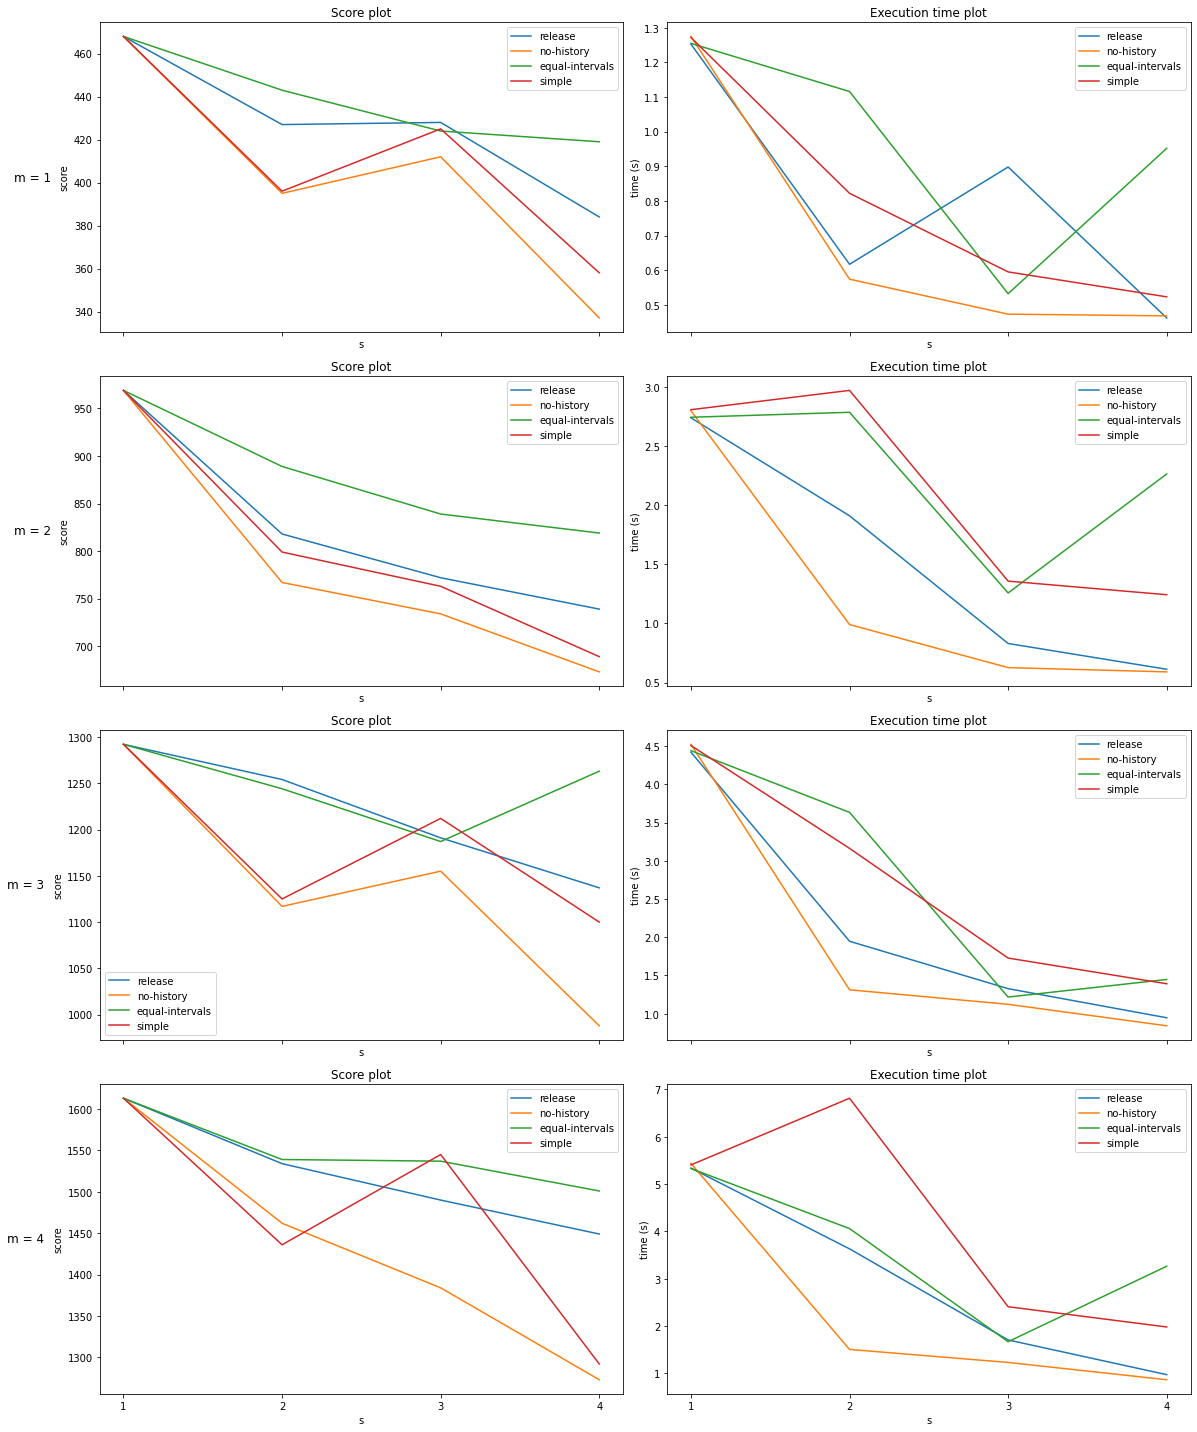 Score plot
460
440
420
400
380
360
340
score
m = 1
s
release
no-history
equal-intervals
simple
Execution time plot
1.3
1.2
1.1
1.0
0.9
0.8
0.7
0.6
0.5
time (s)
s
release
no-history
equal-intervals
simple
Score plot
950
900
850
800
750
700
score
m = 2
s
release
no-history
equal-intervals
simple
Execution time plot
3.0
2.5
2.0
1.5
1.0
0.5
time (s)
s
release
no-history
equal-intervals
simple
Score plot
1300
1250
1200
1150
1100
1050
1000
score
m = 3
s
release
no-history
equal-intervals
simple
Execution time plot
4.5
4.0
3.5
3.0
2.5
2.0
1.5
1.0
time (s)
s
release
no-history
equal-intervals
simple
Score plot
1600
1550
1500
1450
1400
1350
1300
score
m = 4
1 2 3 4
s
release
no-history
equal-intervals
simple
Execution time plot
7
6
5
4
3
2
1
time (s)
1 2 3 4
s
release
no-history
equal-intervals
simple